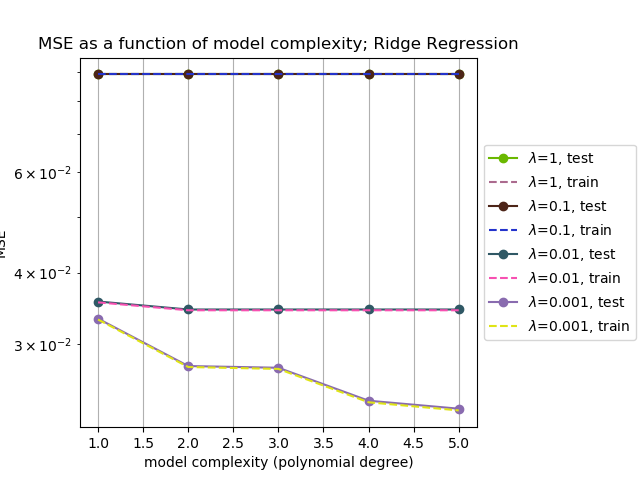 MSE as a function of model complexity; Ridge Regression
MSE
6 × 10⁻²
4 × 10⁻²
3 × 10⁻²
1.0 1.5 2.0 2.5 3.0 3.5 4.0 4.5 5.0
model complexity (polynomial degree)
λ=1, test
λ=1, train
λ=0.1, test
λ=0.1, train
λ=0.01, test
λ=0.01, train
λ=0.001, test
λ=0.001, train